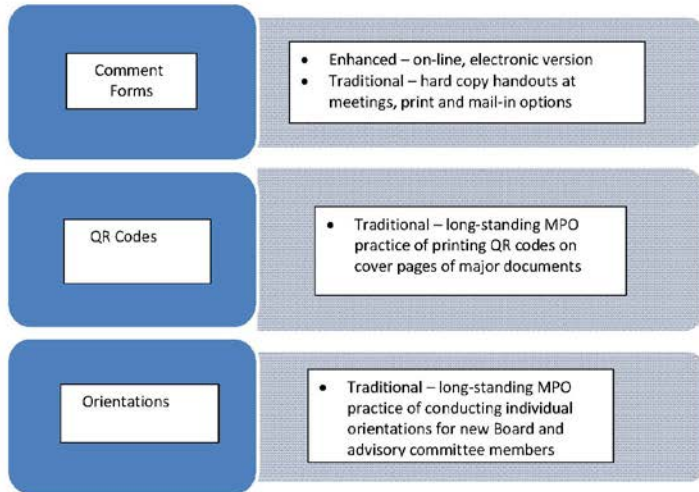 Comment
Forms
• Enhanced – on-line, electronic version
• Traditional – hard copy handouts at
meetings, print and mail-in options
QR Codes
• Traditional – long-standing MPO
practice of printing QR codes on
cover pages of major documents
Orientations
• Traditional – long-standing MPO
practice of conducting individual
orientations for new Board and
advisory committee members